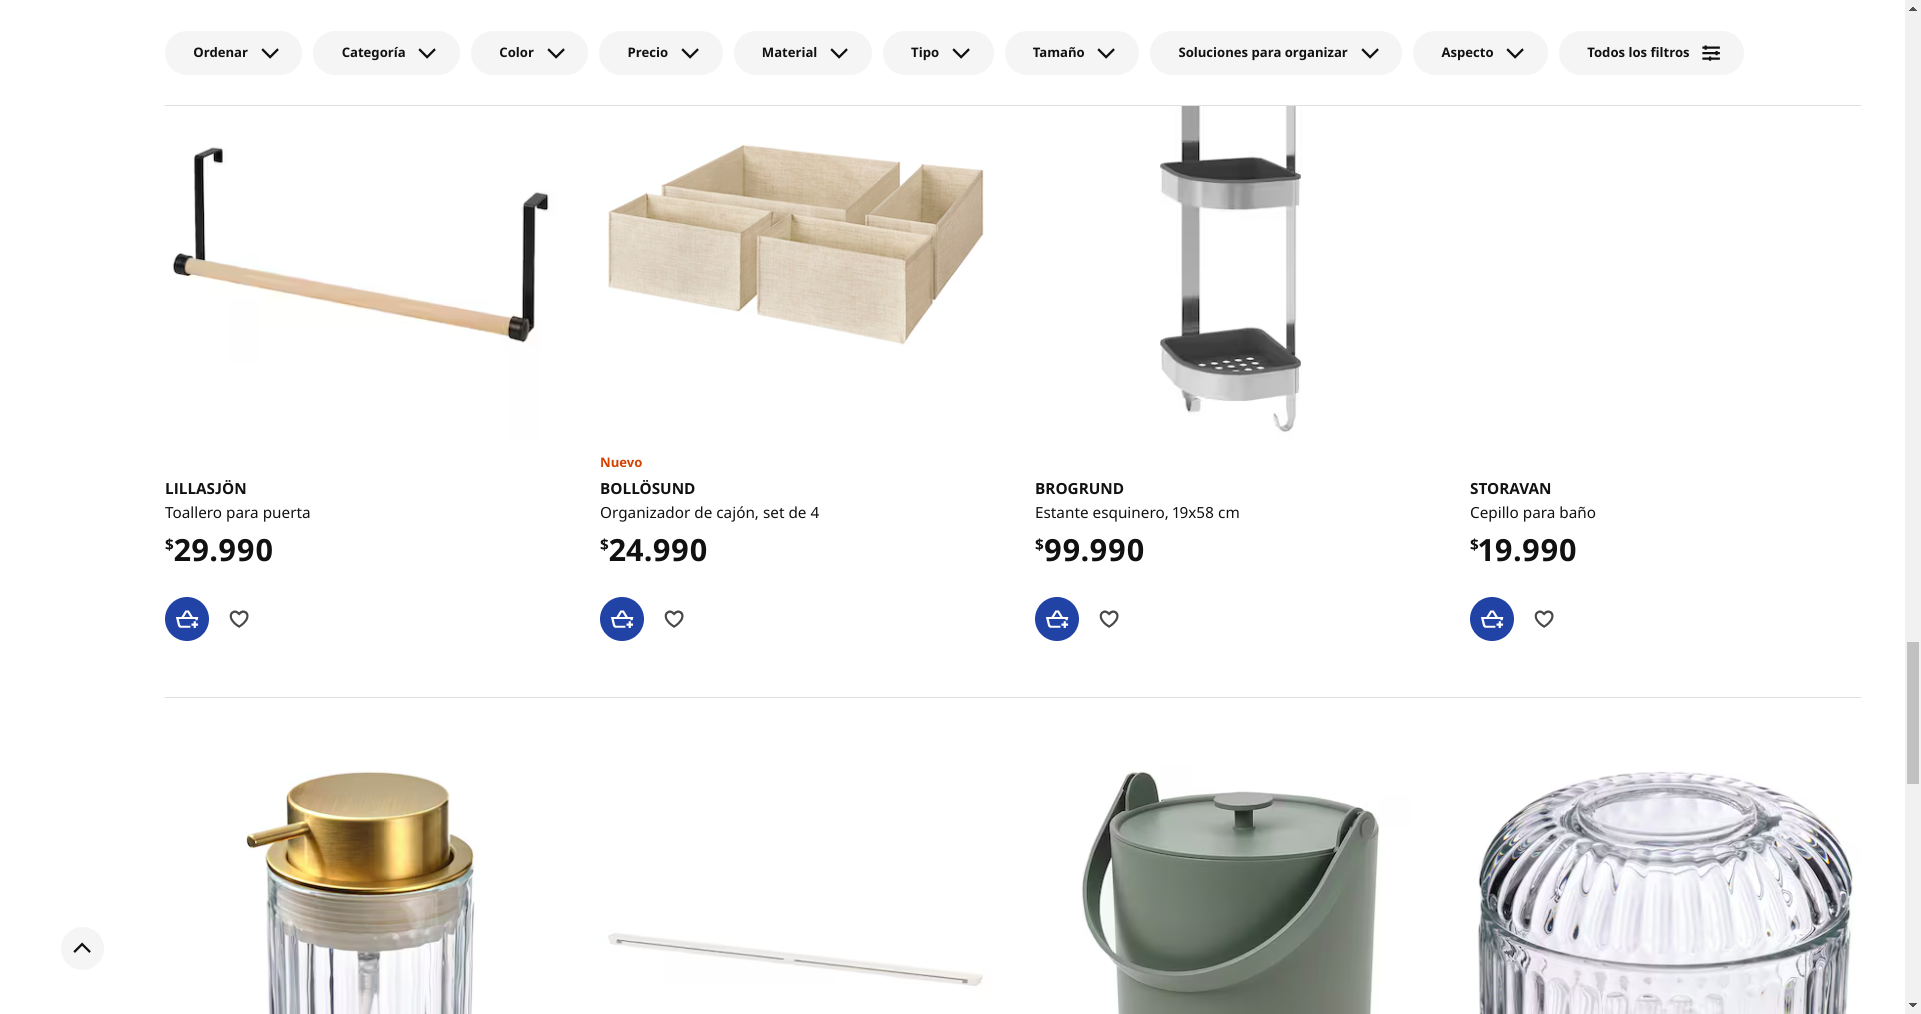 Ordenar
Categoría
Color
Precio
Material
Tipo
Tamaño
Soluciones para organizar
Aspecto
Todos los filtros
LILLASJÖN
Toallero para puerta
$29.990
Nuevo
BOLLÖSUND
Organizador de cajón, set de 4
$24.990
BROGRUND
Estante esquinero, 19x58 cm
$99.990
STORAVAN
Cepillo para baño
$19.990